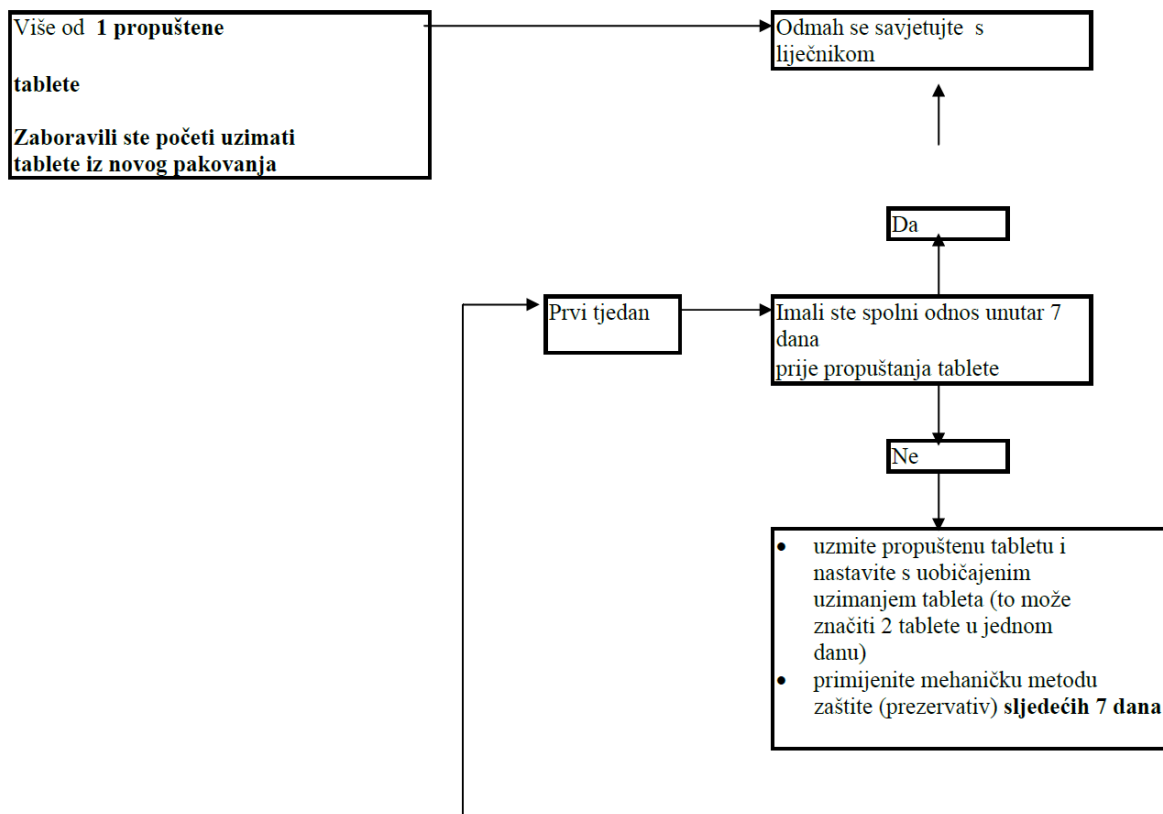 Više od 1 propuštene
tablete
Zaboravili ste početi uzimati
tablete iz novog pakovanja
Odmah se savjetujte s
liječnikom
Da
Prvi tjedan
Imali ste spolni odnos unutar 7
dana
prije propuštanja tablete
Ne
• uzmite propuštenu tabletu i
nastavite s uobičajenim
uzimanjem tableta (to može
značiti 2 tablete u jednom
danu)
• primijenite mehaničku metodu
zaštite (prezervativ) sljedećih 7 dana